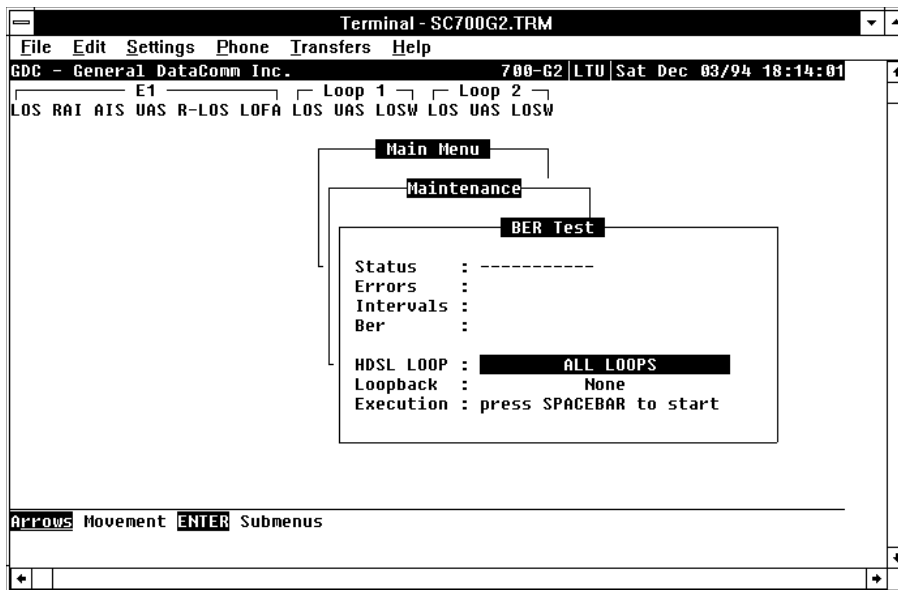 Terminal - SC700G2.TRM
File Edit Settings Phone Transfers Help
GDC - General DataComm Inc. 700-G2 LTU Sat Dec 03/94 18:14:01
E1 Loop 1 Loop 2
LOS RAI AIS UAS R-LOS LOFA LOS UAS LOSW LOS UAS LOSW
Main Menu
Maintenance
BER Test
Status : -----------
Errors :
Intervals :
Ber :
HDSL LOOP : ALL LOOPS
Loopback : None
Execution : press SPACEBAR to start
Arrows Movement ENTER Submenus